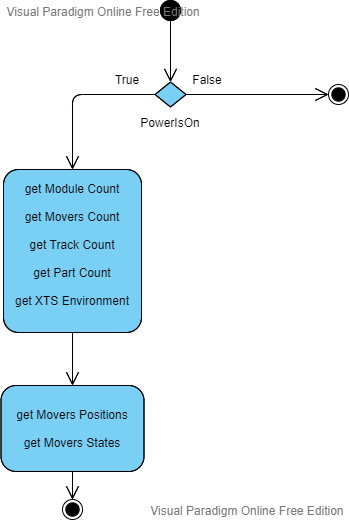 Visual Paradigm Online Free Edition
True
False
PowerIsOn
get Module Count
get Movers Count
get Track Count
get Part Count
get XTS Environment
get Movers Positions
get Movers States
Visual Paradigm Online Free Edition